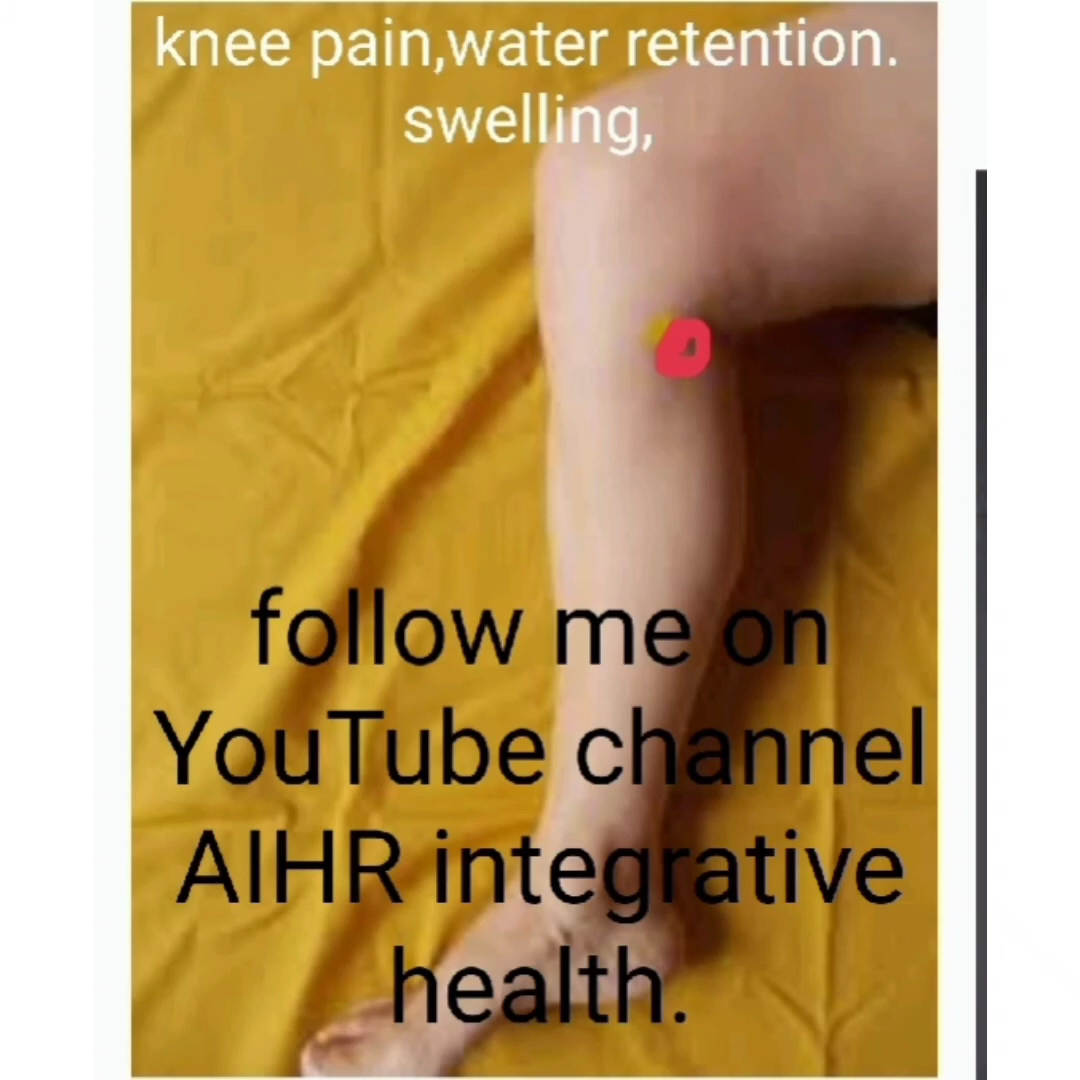 knee pain,water retention.
swelling,
follow me on
YouTube channel
AIHR integrative
health.